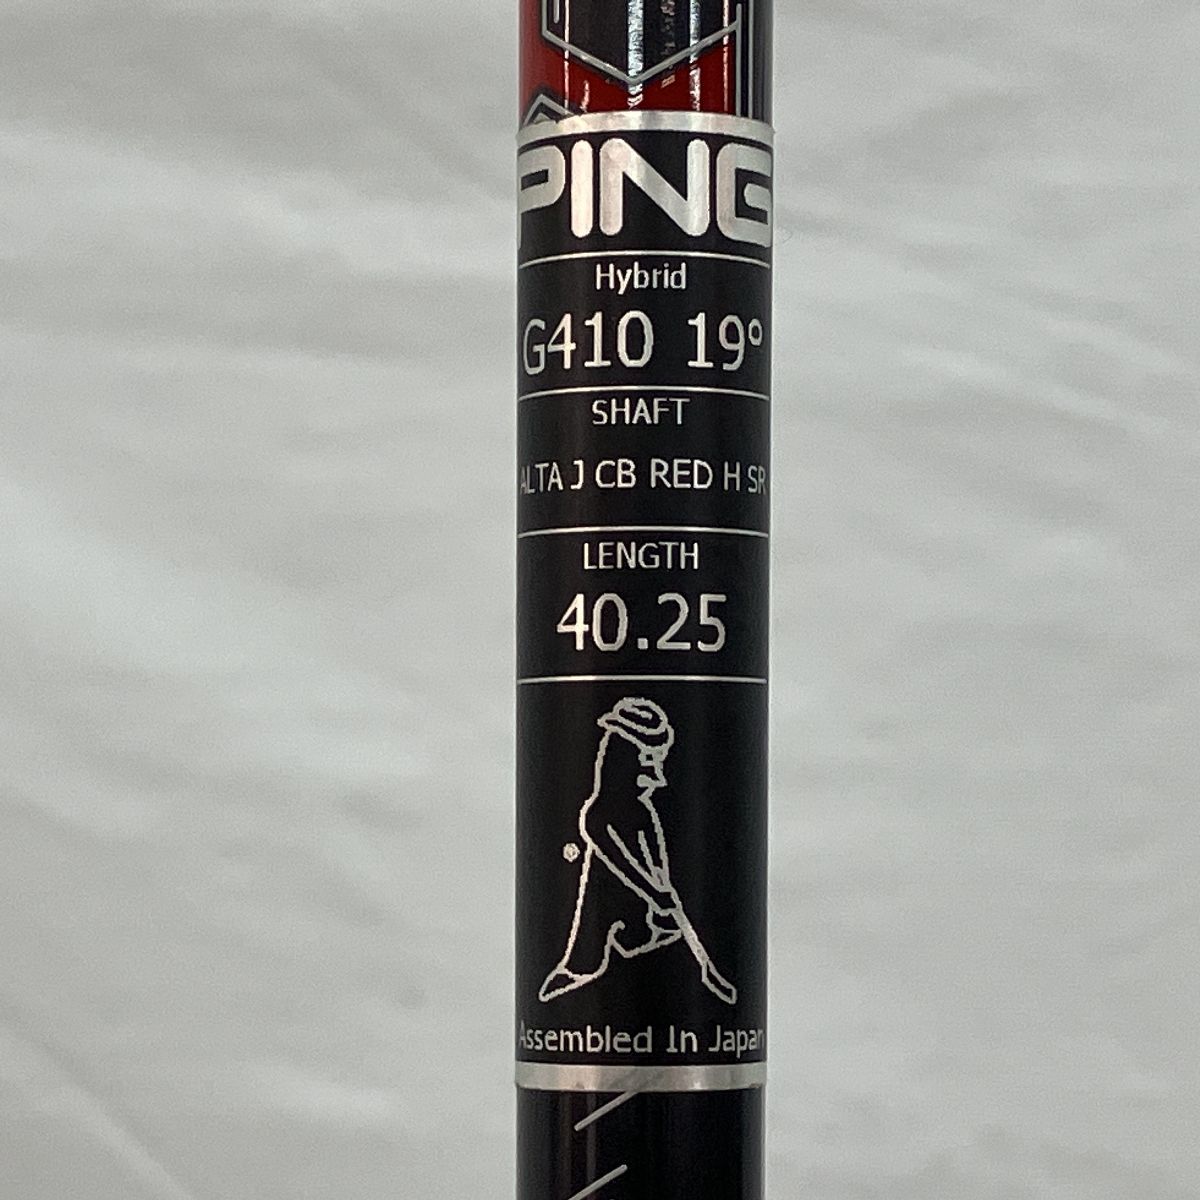 PING
Hybrid
G410 19°
SHAFT
ALTA J CB RED H SR
LENGTH
40.25
Assembled In Japan